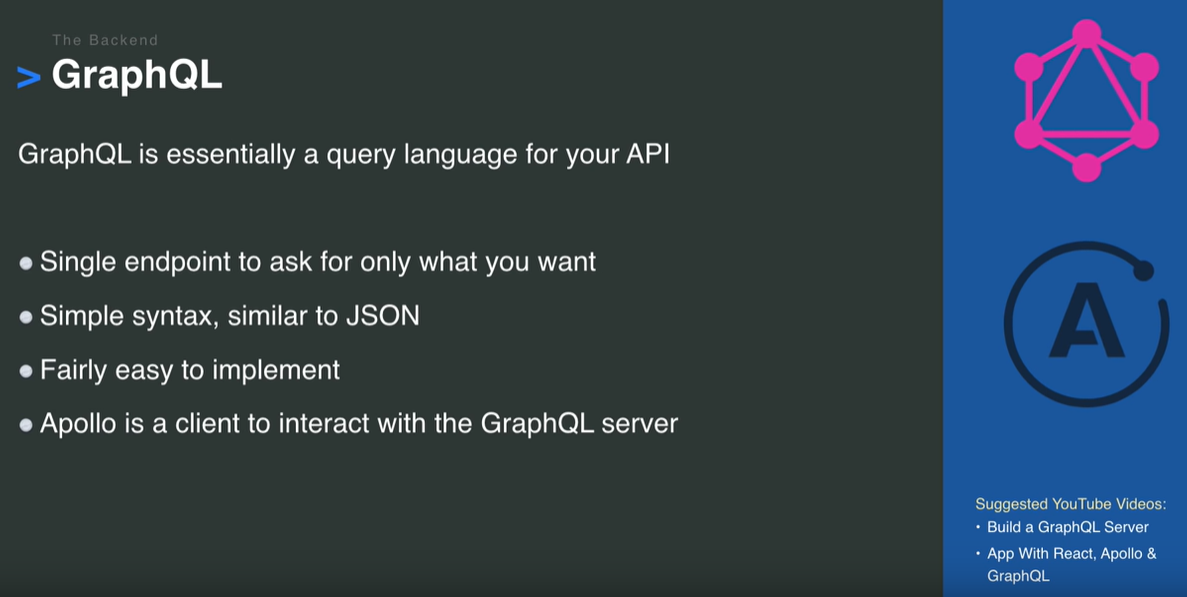 The Backend
> GraphQL
GraphQL is essentially a query language for your API
● Single endpoint to ask for only what you want
● Simple syntax, similar to JSON
● Fairly easy to implement
● Apollo is a client to interact with the GraphQL server
A
Suggested YouTube Videos:
• Build a GraphQL Server
• App With React, Apollo &
GraphQL